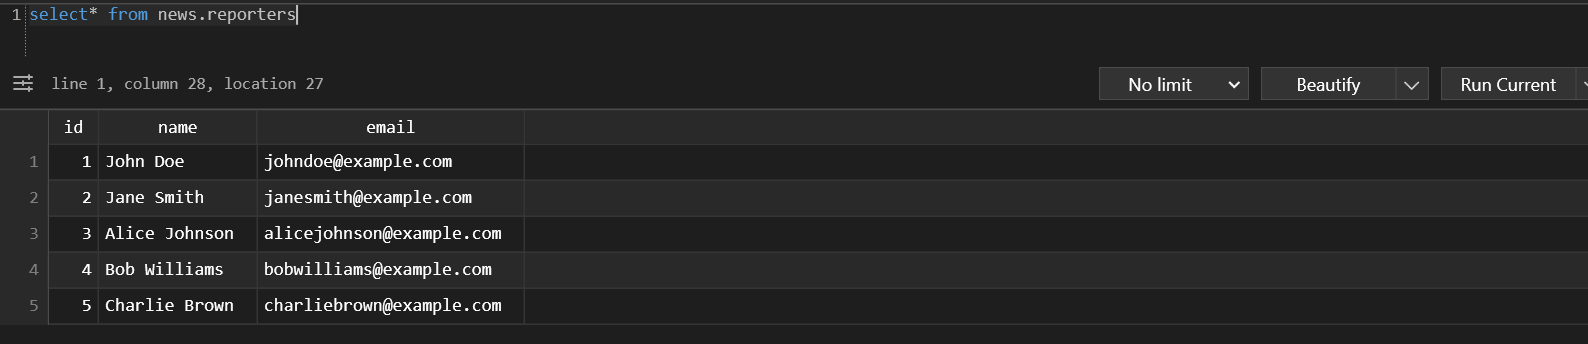 1 select* from news.reporters
line 1, column 28, location 27 No limit Beautify Run Current
id name email
1 1 John Doe johndoe@example.com
2 2 Jane Smith janesmith@example.com
3 3 Alice Johnson alicejohnson@example.com
4 4 Bob Williams bobwilliams@example.com
5 5 Charlie Brown charliebrown@example.com